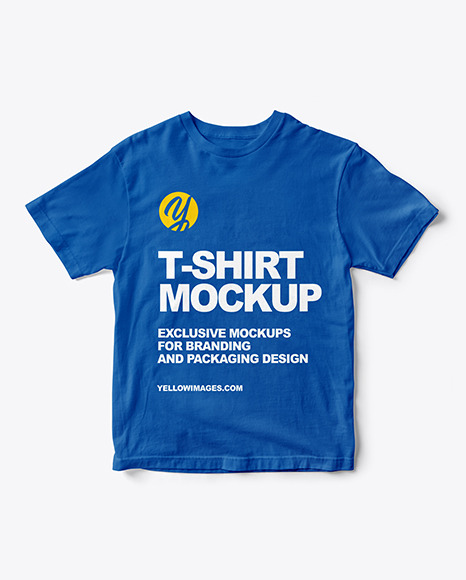 Y
T-SHIRT
MOCKUP
EXCLUSIVE MOCKUPS
FOR BRANDING
AND PACKAGING DESIGN
YELLOWIMAGES.COM